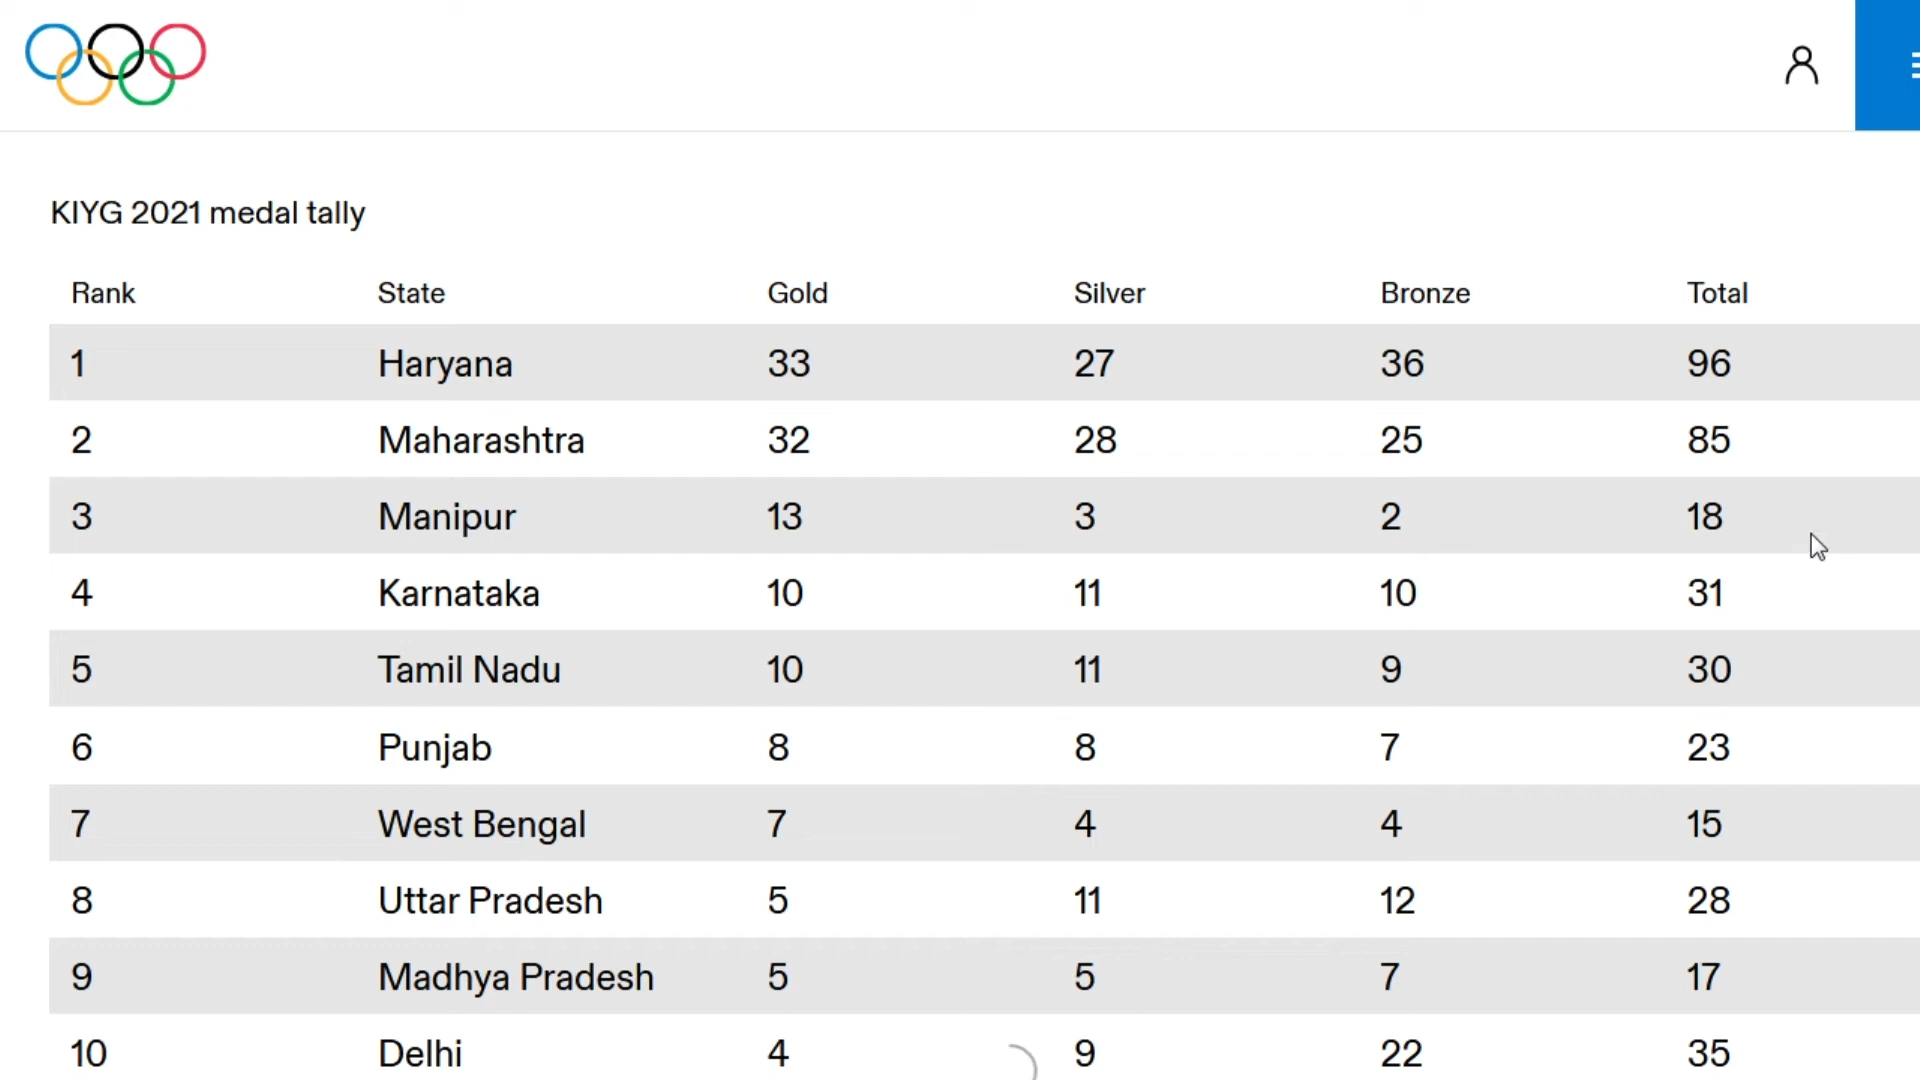 KIYG 2021 medal tally
Rank State Gold Silver Bronze Total
1 Haryana 33 27 36 96
2 Maharashtra 32 28 25 85
3 Manipur 13 3 2 18
4 Karnataka 10 11 10 31
5 Tamil Nadu 10 11 9 30
6 Punjab 8 8 7 23
7 West Bengal 7 4 4 15
8 Uttar Pradesh 5 11 12 28
9 Madhya Pradesh 5 5 7 17
10 Delhi 4 9 22 35